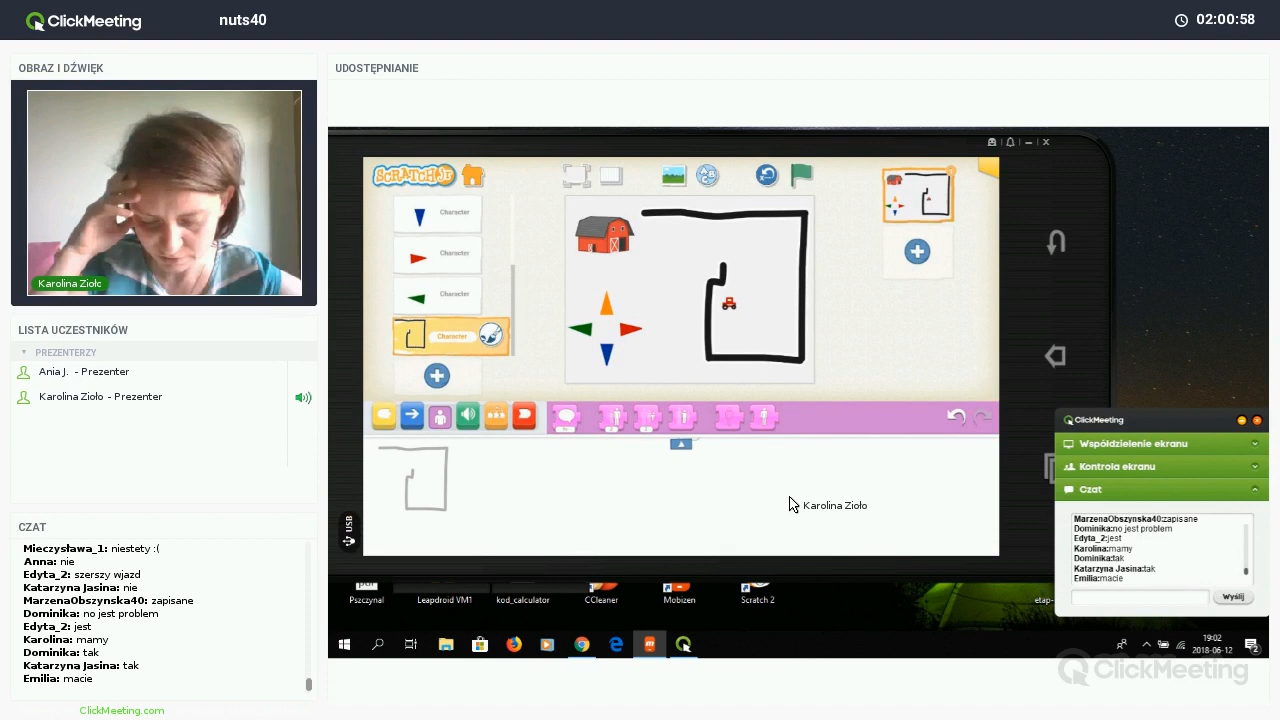 ClickMeeting
nuts40
02:00:58
OBRAZ I DŹWIĘK
UDOSTĘPNIANIE
Karolina Zioło
LISTA UCZESTNIKÓW
PREZENTERZY
Ania J. - Prezenter
Karolina Zioło - Prezenter
CZAT
Mieczysława_1: niestety :(
Anna: nie
Edyta_2: szerszy wjazd
Katarzyna Jasina: nie
MarzenaObszynska40: zapisane
Dominika: no jest problem
Edyta_2: jest
Karolina: mamy
Dominika: tak
Katarzyna Jasina: tak
Emilia: macie
ClickMeeting.com
SCRATCHJr
Character
Character
Character
Character
Karolina Zioło
USB
ClickMeeting
Współdzielenie ekranu
Kontrola ekranu
Czat
MarzenaObszynska40:zapisane
Dominika:no jest problem
Edyta_2:jest
Karolina:mamy
Dominika:tak
Katarzyna Jasina:tak
Emilia:macie
Wyślij
Pszczynal
Leapdroid VM1
kod_calculator
CCleaner
Mobizen
Scratch 2
etap-
19:02
2018-06-12
ClickMeeting